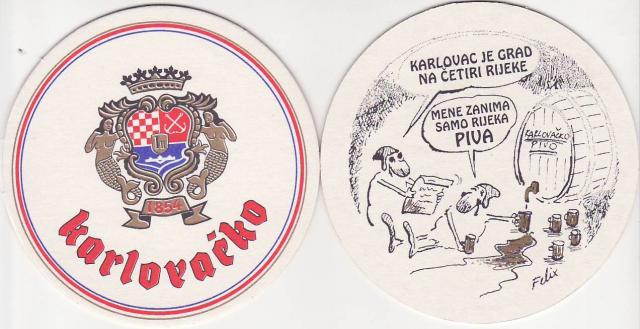 1854
karlovačko
KARLOVAC JE GRAD
NA ČETIRI RIJEKE
MENE ZANIMA
SAMO RIJEKA
PIVA
KARLOVAČKO
PIVO
Felix